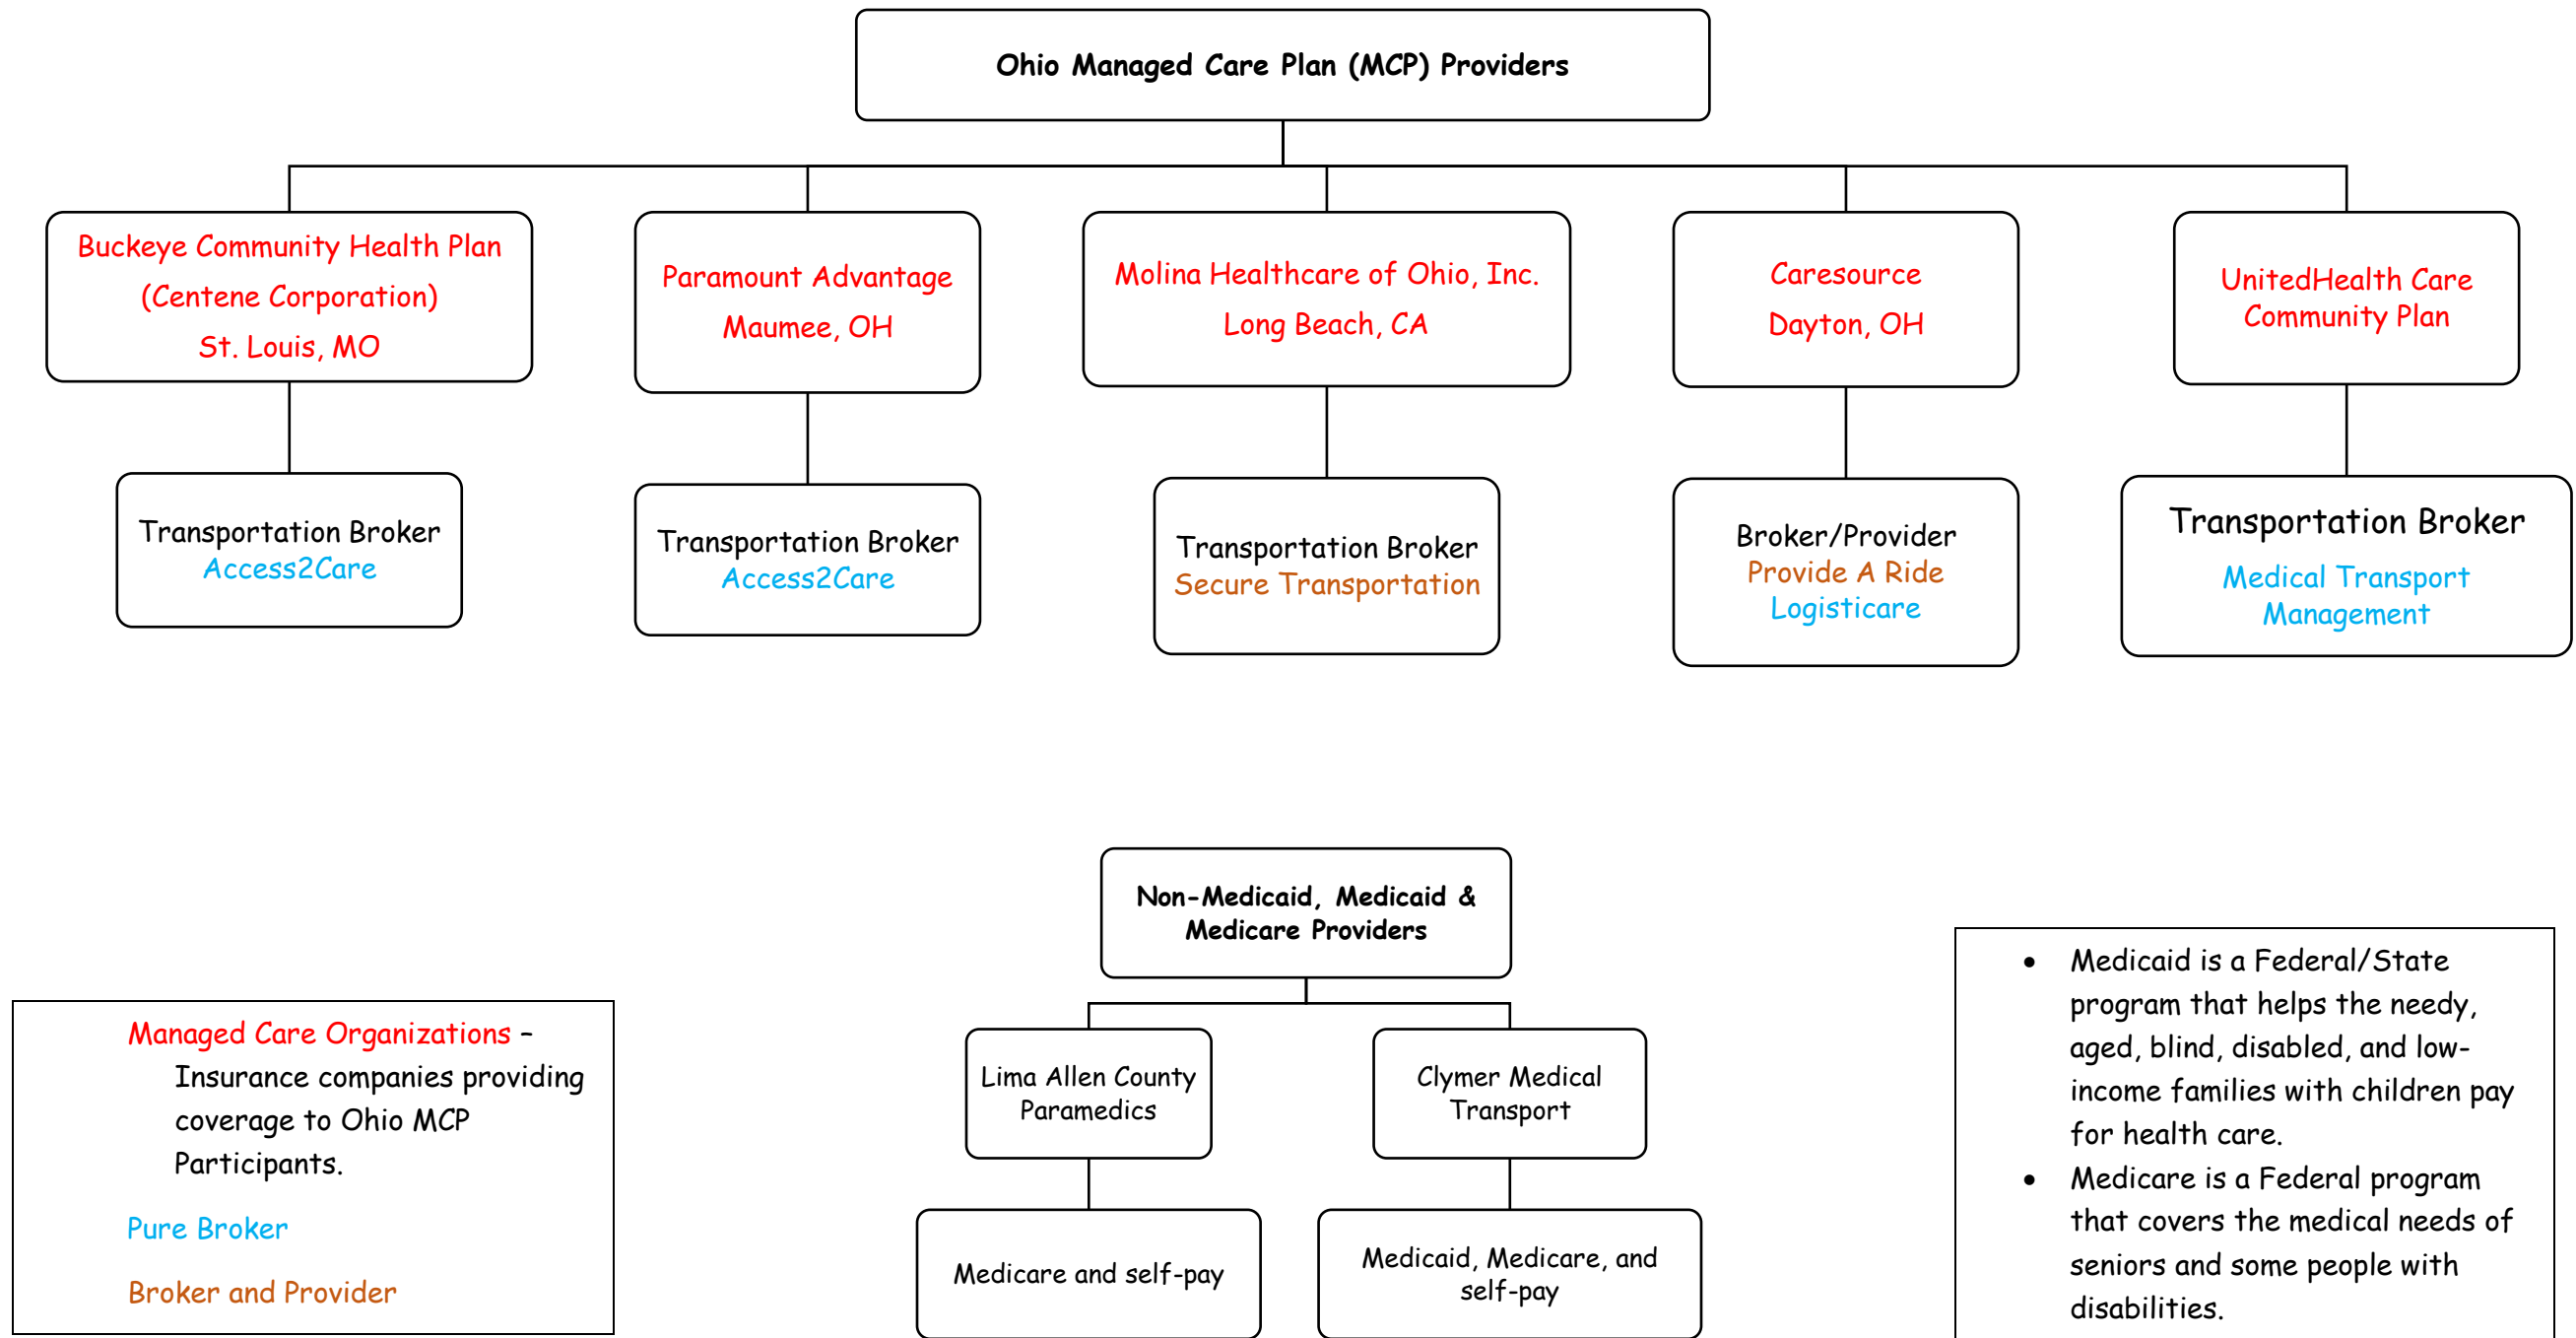 Ohio Managed Care Plan (MCP) Providers
Buckeye Community Health Plan
(Centene Corporation)
St. Louis, MO
Paramount Advantage
Maumee, OH
Molina Healthcare of Ohio, Inc.
Long Beach, CA
Caresource
Dayton, OH
UnitedHealth Care
Community Plan
Transportation Broker
Access2Care
Transportation Broker
Access2Care
Transportation Broker
Secure Transportation
Broker/Provider
Provide A Ride
Logisticare
Transportation Broker
Medical Transport
Management
Non-Medicaid, Medicaid &
Medicare Providers
Lima Allen County
Paramedics
Clymer Medical
Transport
Medicare and self-pay
Medicaid, Medicare, and
self-pay
Managed Care Organizations –
Insurance companies providing
coverage to Ohio MCP
Participants.
Pure Broker
Broker and Provider
• Medicaid is a Federal/State
program that helps the needy,
aged, blind, disabled, and low-
income families with children pay
for health care.
• Medicare is a Federal program
that covers the medical needs of
seniors and some people with
disabilities.